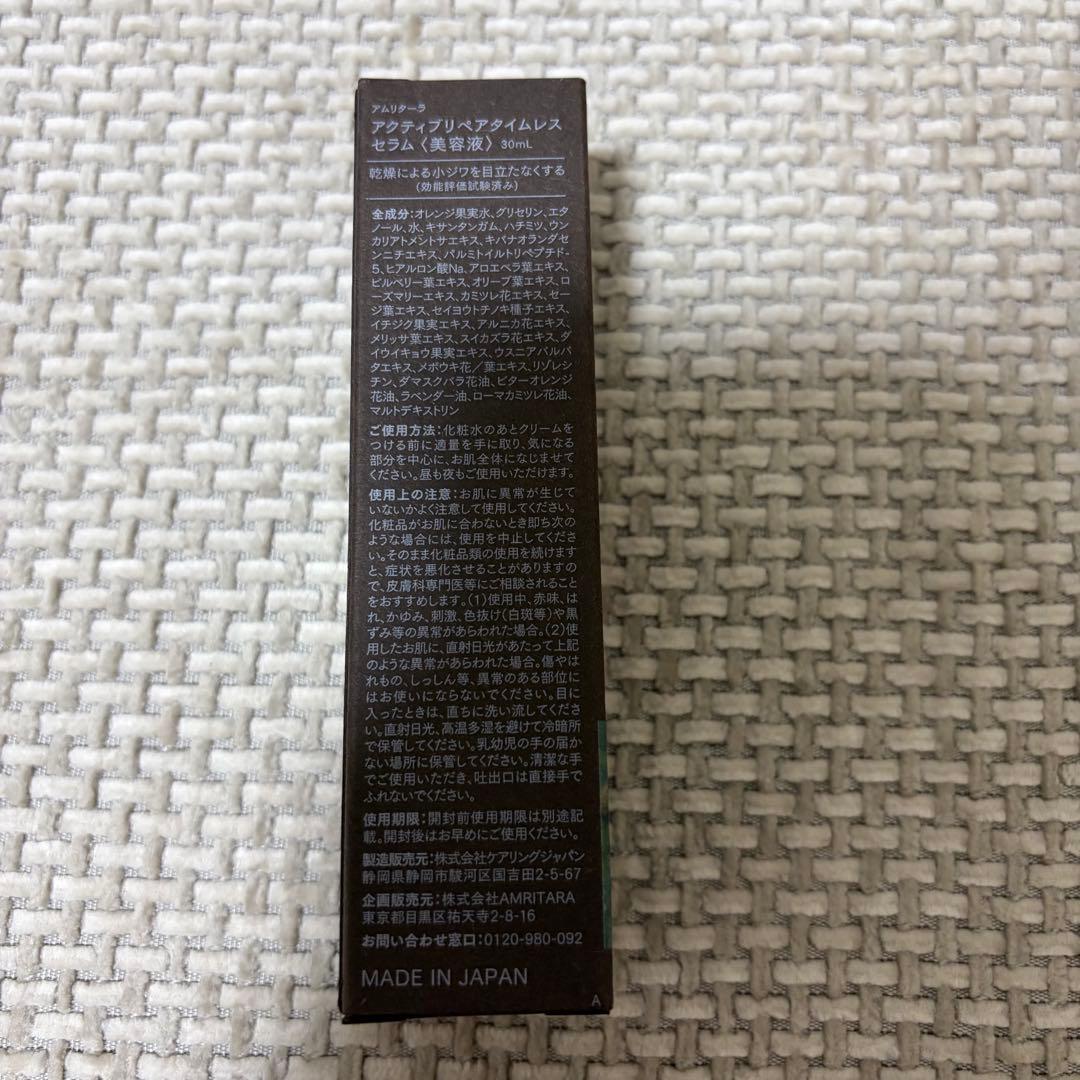 アムリターラ
アクティブリペアタイムレス
セラム〈美容液〉 30mL
乾燥による小ジワを目立たなくする
(効能評価試験済み)
全成分:オレンジ果実水、グリセリン、エタ
ノール、水、キサンタンガム、ハチミツ、ウン
カリアトメントサエキス、キバナオランダセ
ンニチエキス、パルミトイルトリペプチド-
5、ヒアルロン酸Na、アロエベラ葉エキス、
ビルベリー葉エキス、オリーブ葉エキス、ロ
ーズマリーエキス、カミツレ花エキス、セー
ジ葉エキス、セイヨウトチノキ種子エキス、
イチジク果実エキス、アルニカ花エキス、
メリッサ葉エキス、スイカズラ花エキス、ダ
イウイキョウ果実エキス、ウスニアバルバ
タエキス、メボウキ花/葉エキス、リゾレシ
チン、ダマスクバラ花油、ビターオレンジ
花油、ラベンダー油、ローマカミツレ花油、
マルトデキストリン
ご使用方法:化粧水のあとクリームを
つける前に適量を手に取り、気になる
部分を中心に、お肌全体になじませて
ください。昼も夜もご使用いただけます。
使用上の注意:お肌に異常が生じて
いないかよく注意して使用してください。
化粧品がお肌に合わないとき即ち次の
ような場合には、使用を中止してくださ
い。そのまま化粧品類の使用を続けます
と、症状を悪化させることがありますの
で、皮膚科専門医等にご相談されること
をおすすめします。(1)使用中、赤味、は
れ、かゆみ、刺激、色抜け(白斑等)や黒
ずみ等の異常があらわれた場合。(2)使
用したお肌に、直射日光があたって上記
のような異常があらわれた場合。傷やは
れもの、しっしん等、異常のある部位に
はお使いにならないでください。目に
入ったときは、直ちに洗い流してくださ
い。直射日光、高温多湿を避けて冷暗所
で保管してください。乳幼児の手の届か
ない場所に保管してください。清潔な手
でご使用いただき、吐出口は直接手で
ふれないでください。
使用期限:開封前使用期限は別途記
載。開封後はお早めにご使用ください。
製造販売元:株式会社ケアリングジャパン
静岡県静岡市駿河区国吉田2-5-67
企画販売元:株式会社AMRITARA
東京都目黒区祐天寺2-8-16
お問い合わせ窓口:0120-980-092
MADE IN JAPAN
A